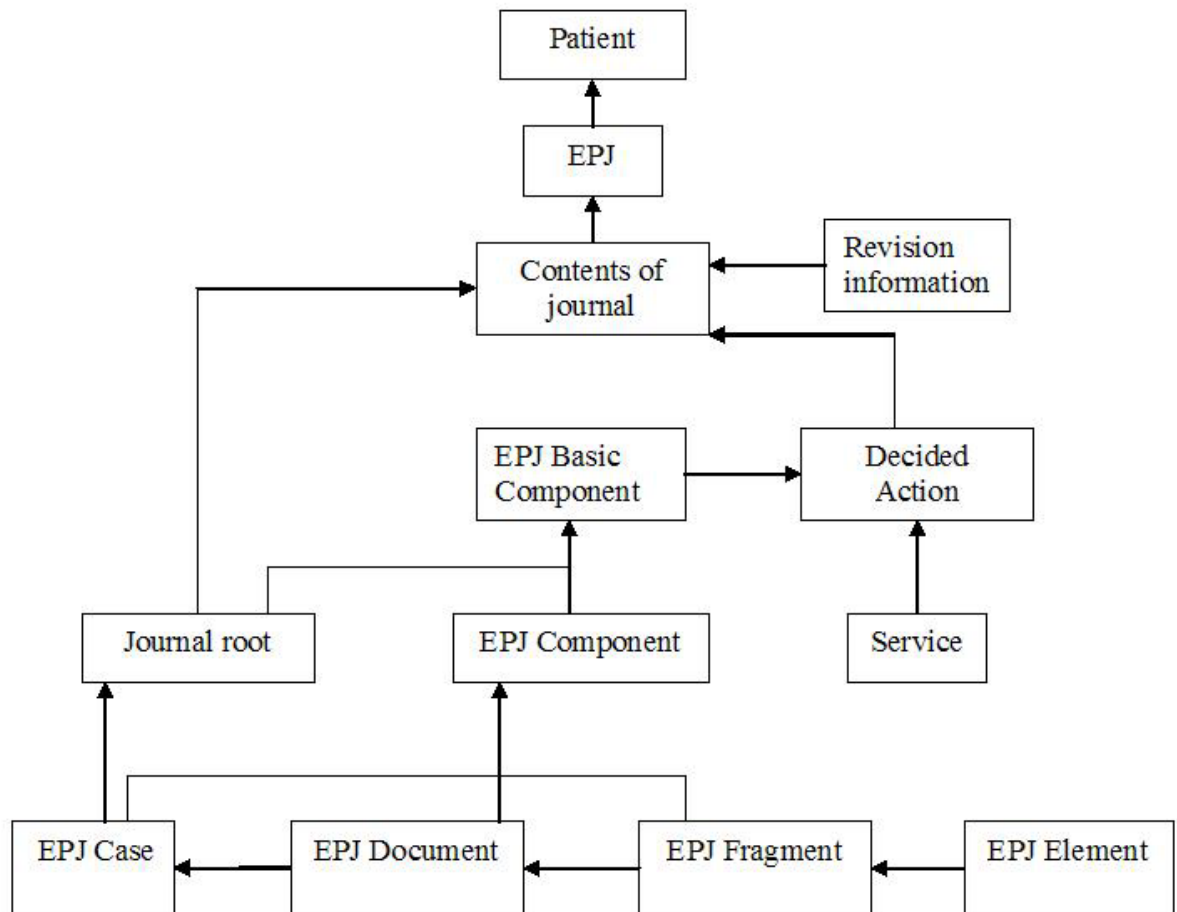 Patient
EPJ
Contents of
journal
Revision
information
EPJ Basic
Component
Decided
Action
Journal root
EPJ Component
Service
EPJ Case
EPJ Document
EPJ Fragment
EPJ Element